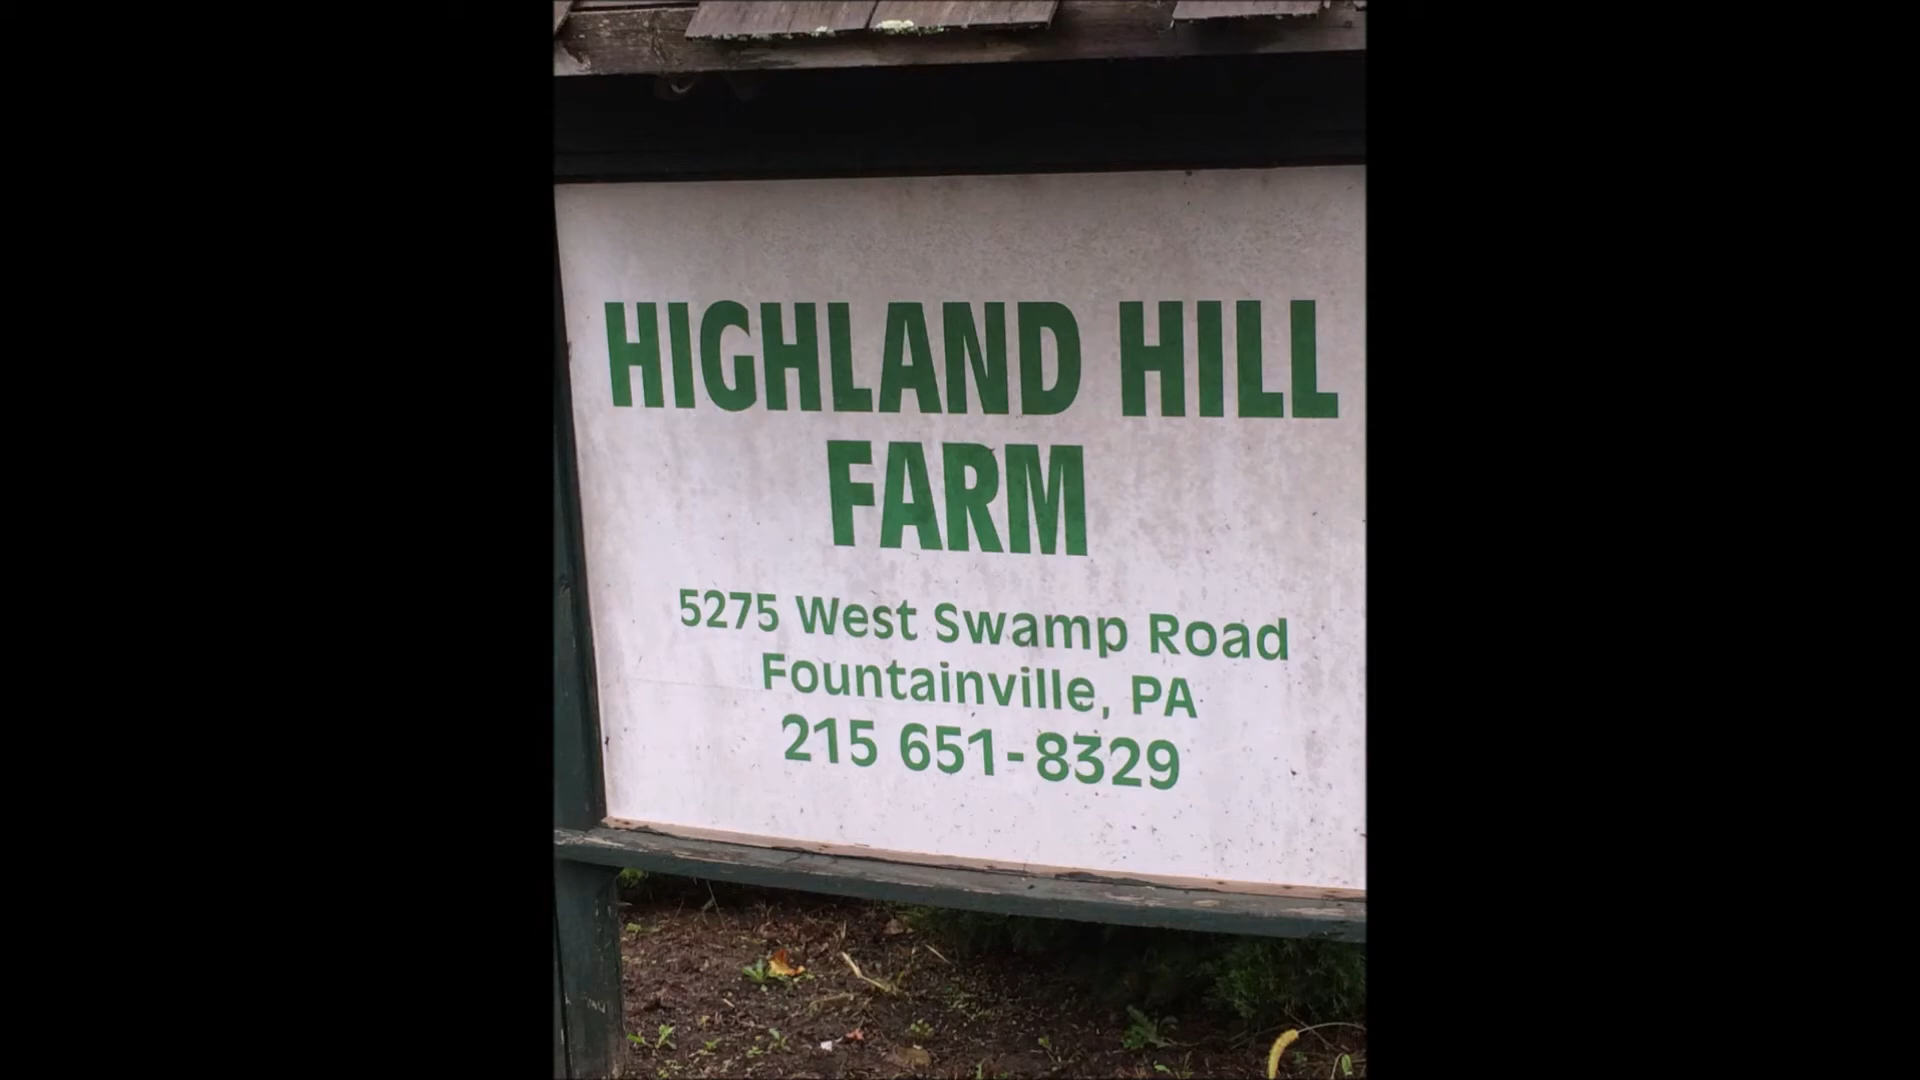 HIGHLAND HILL
FARM
5275 West Swamp Road
Fountainville, PA
215 651-8329